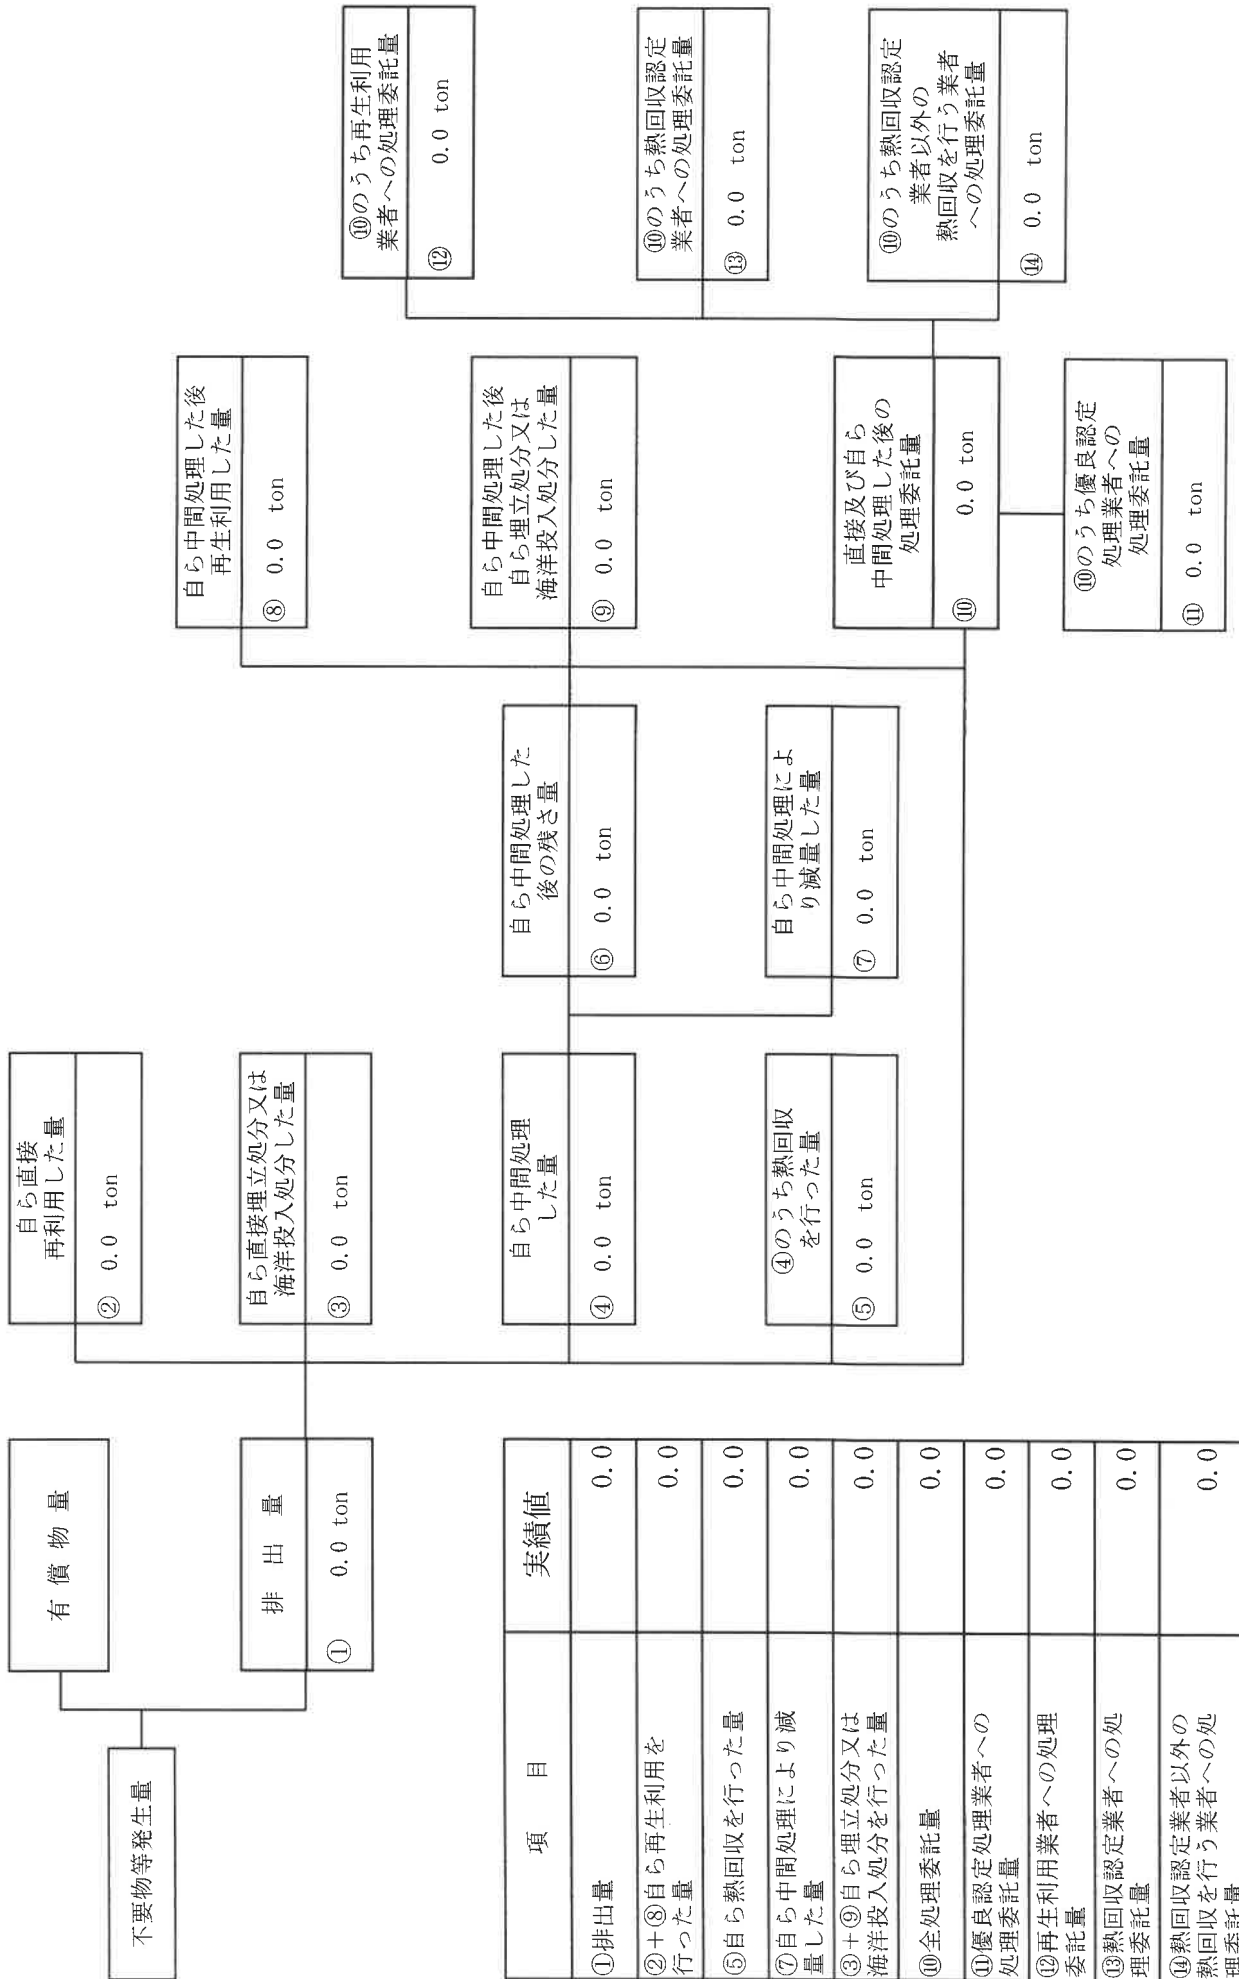 不要物等発生量
有償物量
排出量
① 0.0 ton
自ら直接
再利用した量
② 0.0 ton
自ら直接埋立処分又は
海洋投入処分した量
③ 0.0 ton
自ら中間処理
した量
④ 0.0 ton
④のうち熱回収
を行った量
⑤ 0.0 ton
自ら中間処理した
後の残さ量
⑥ 0.0 ton
自ら中間処理によ
り減量した量
⑦ 0.0 ton
自ら中間処理した後
再生利用した量
⑧ 0.0 ton
自ら中間処理した後
自ら埋立処分又は
海洋投入処分した量
⑨ 0.0 ton
直接及び自ら
中間処理した後の
処理委託量
⑩ 0.0 ton
⑩のうち優良認定
処理業者への
処理委託量
⑪ 0.0 ton
⑩のうち再生利用
業者への処理委託量
⑫ 0.0 ton
⑩のうち熱回収認定
業者への処理委託量
⑬ 0.0 ton
⑩のうち熱回収認定
業者以外の
熱回収を行う業者
への処理委託量
⑭ 0.0 ton
項目 実績値
①排出量 0.0
②＋⑧自ら再生利用を
行った量 0.0
⑤自ら熱回収を行った量 0.0
⑦自ら中間処理により減
量した量 0.0
③＋⑨自ら埋立処分又は
海洋投入処分を行った量 0.0
⑩全処理委託量 0.0
⑪優良認定処理業者への
処理委託量 0.0
⑫再生利用業者への処理
委託量 0.0
⑬熱回収認定業者への処
理委託量 0.0
⑭熱回収認定業者以外の
熱回収を行う業者への処
理委託量 0.0